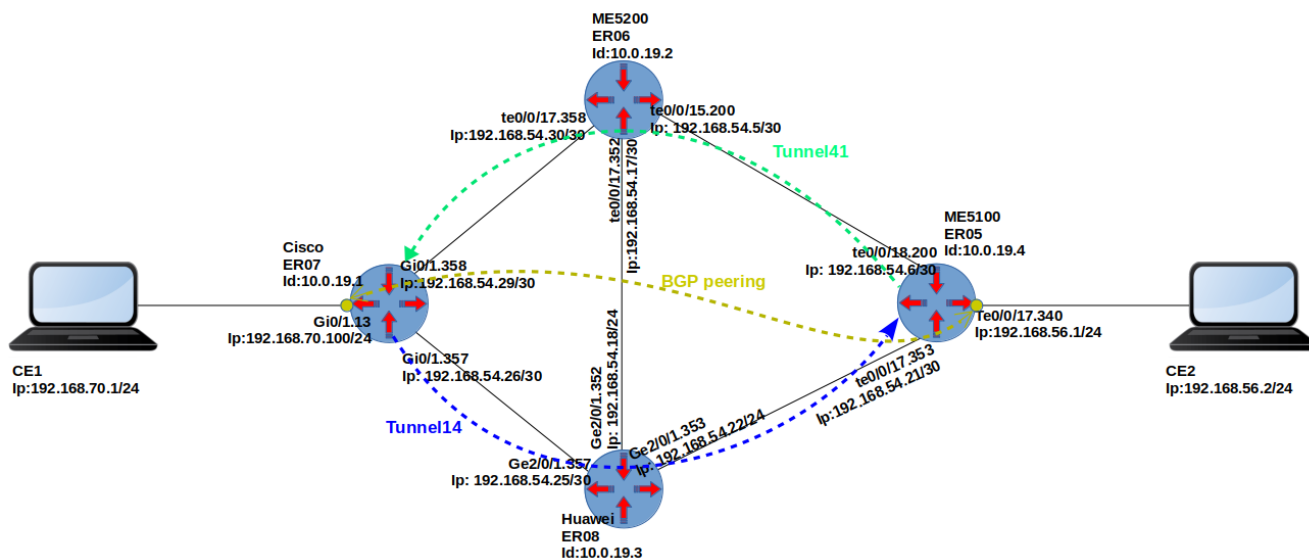 ME5200
ER06
Id:10.0.19.2
te0/0/17.358
Ip:192.168.54.30/30
te0/0/15.200
Ip: 192.168.54.5/30
Tunnel41
te0/0/17.352
Ip:192.168.54.17/30
ME5100
ER05
Id:10.0.19.4
te0/0/18.200
Ip: 192.168.54.6/30
Cisco
ER07
Id:10.0.19.1
Gi0/1.358
Ip:192.168.54.29/30
BGP peering
Gi0/1.13
Ip:192.168.70.100/24
Te0/0/17.340
Ip:192.168.56.1/24
CE1
Ip:192.168.70.1/24
CE2
Ip:192.168.56.2/24
Gi0/1.357
Ip: 192.168.54.26/30
Ge2/0/1.352
Ip: 192.168.54.18/24
te0/0/17.353
Ip:192.168.54.21/30
Tunnel14
Ge2/0/1.353
Ip: 192.168.54.22/24
Ge2/0/1.357
Ip: 192.168.54.25/30
Huawei
ER08
Id:10.0.19.3